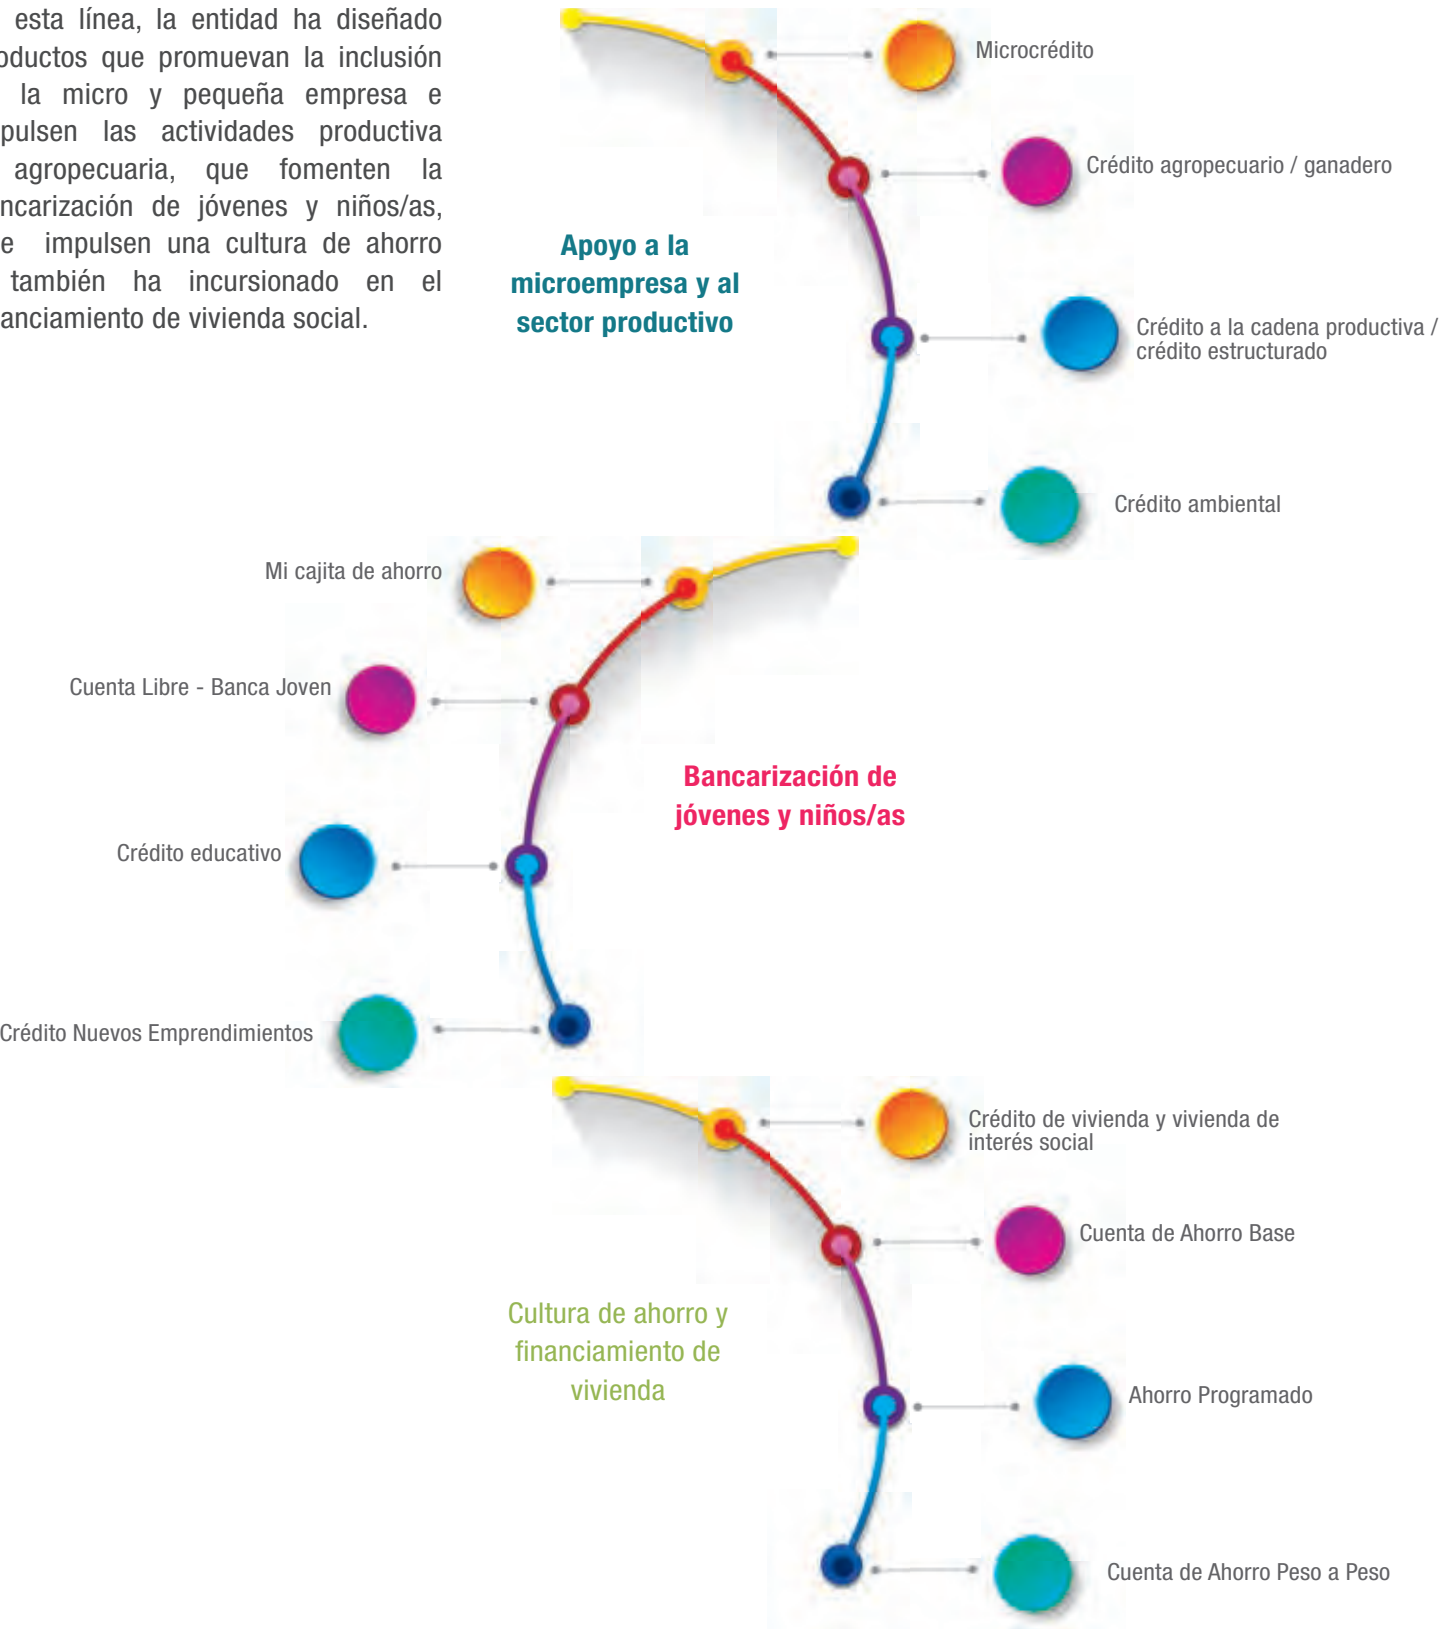 esta línea, la entidad ha diseñado
oductos que promuevan la inclusión
la micro y pequeña empresa e
pulsen las actividades productiva
agropecuaria, que fomenten la
ncarización de jóvenes y niños/as,
e impulsen una cultura de ahorro
también ha incursionado en el
anciamiento de vivienda social.
Microcrédito
Crédito agropecuario / ganadero
Apoyo a la
microempresa y al
sector productivo
Crédito a la cadena productiva /
crédito estructurado
Crédito ambiental
Mi cajita de ahorro
Cuenta Libre - Banca Joven
Bancarización de
jóvenes y niños/as
Crédito educativo
Crédito Nuevos Emprendimientos
Crédito de vivienda y vivienda de
interés social
Cuenta de Ahorro Base
Cultura de ahorro y
financiamiento de
vivienda
Ahorro Programado
Cuenta de Ahorro Peso a Peso